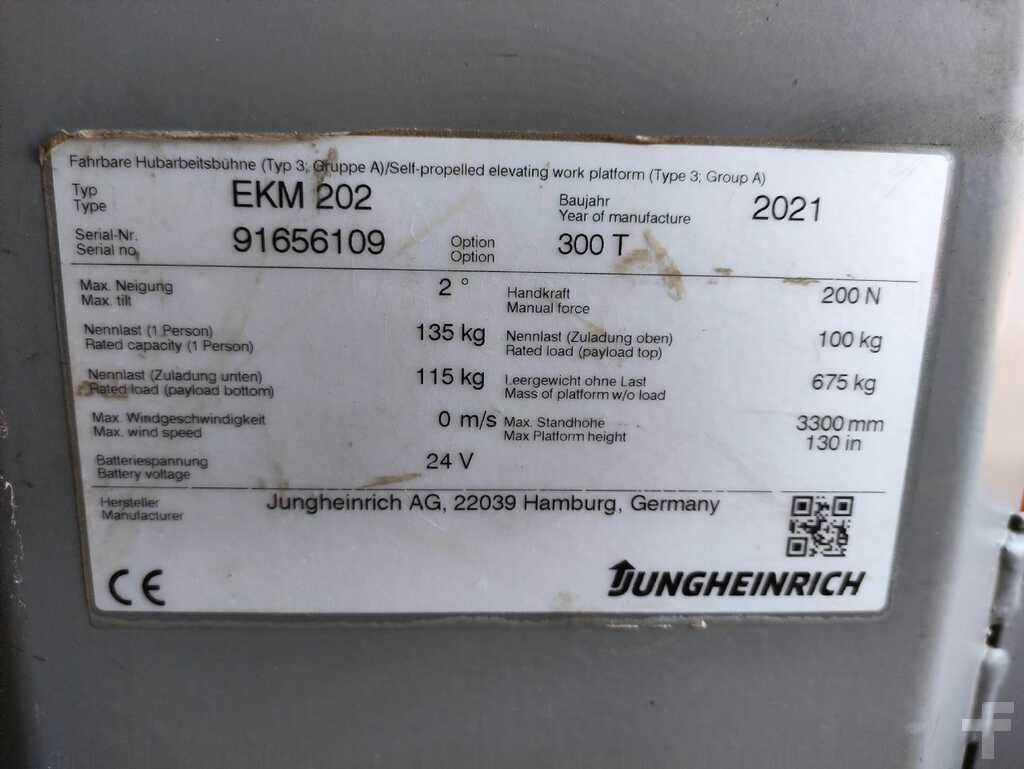 Fahrbare Hubarbeitsbühne (Typ 3; Gruppe A)/Self-propelled elevating work platform (Type 3; Group A)
Typ
Type
EKM 202
Baujahr
Year of manufacture
2021
Serial-Nr.
Serial no.
91656109
Option
Option
300 T
Max. Neigung
Max. tilt
2 °
Handkraft
Manual force
200 N
Nennlast (1 Person)
Rated capacity (1 Person)
135 kg
Nennlast (Zuladung oben)
Rated load (payload top)
100 kg
Nennlast (Zuladung unten)
Rated load (payload bottom)
115 kg
Leergewicht ohne Last
Mass of platform w/o load
675 kg
Max. Windgeschwindigkeit
Max. wind speed
0 m/s
Max. Standhöhe
Max Platform height
3300 mm
130 in
Batteriespannung
Battery voltage
24 V
Hersteller
Manufacturer
Jungheinrich AG, 22039 Hamburg, Germany
CE
JUNGHEINRICH